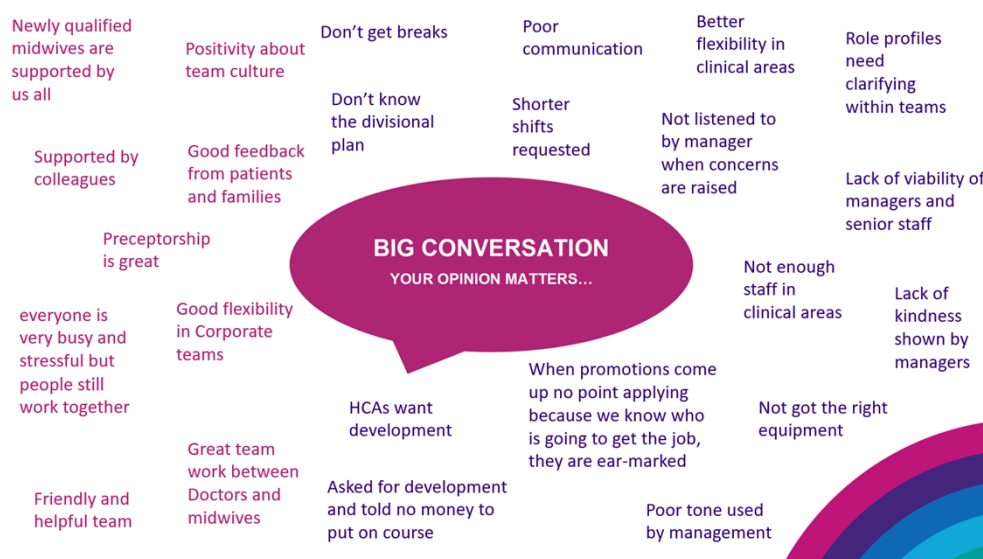 Newly qualified
midwives are
supported by
us all
Positivity about
team culture
Don't get breaks
Poor
communication
Better
flexibility in
clinical areas
Role profiles
need
clarifying
within teams
Don't know
the divisional
plan
Shorter
shifts
requested
Not listened to
by manager
when concerns
are raised
Supported by
colleagues
Good feedback
from patients
and families
Lack of viability of
managers and
senior staff
Preceptorship
is great
BIG CONVERSATION
YOUR OPINION MATTERS…
Not enough
staff in
clinical areas
Lack of
kindness
shown by
managers
everyone is
very busy and
stressful but
people still
work together
Good flexibility
in Corporate
teams
When promotions come
up no point applying
because we know who
is going to get the job,
they are ear-marked
HCAs want
development
Not got the right
equipment
Great team
work between
Doctors and
midwives
Friendly and
helpful team
Asked for development
and told no money to
put on course
Poor tone used
by management